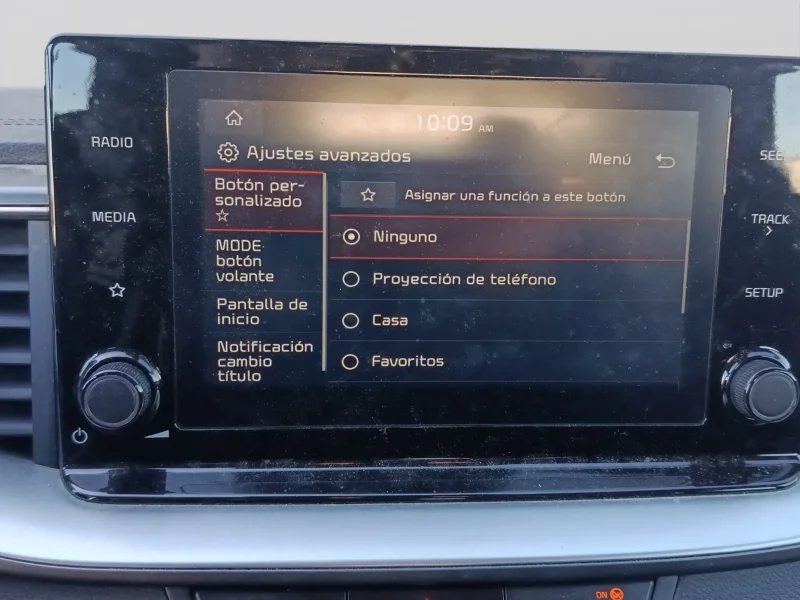 10:09 AM
RADIO
Ajustes avanzados
Menú
SEE
Botón per-
sonalizado
☆
☆ Asignar una función a este botón
MEDIA
TRACK
>
Ninguno
MODE
botón
volante
Proyección de teléfono
☆
SETUP
Pantalla de
inicio
Casa
Notificación
cambio
título
Favoritos
ON